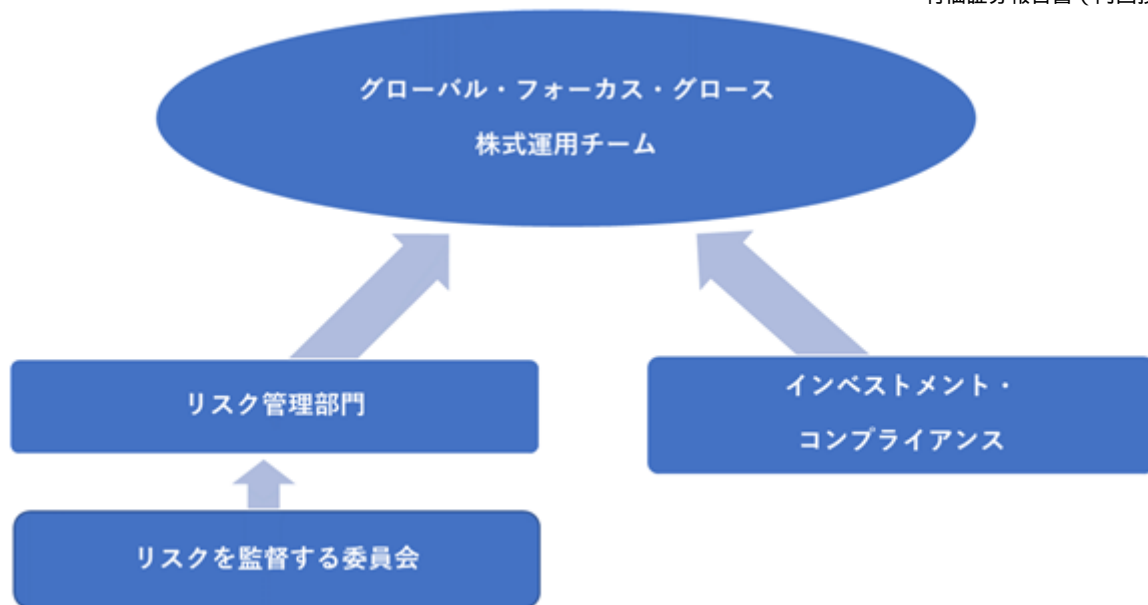 グローバル・フォーカス・グロース
株式運用チーム
リスク管理部門
インベストメント・
コンプライアンス
リスクを監督する委員会